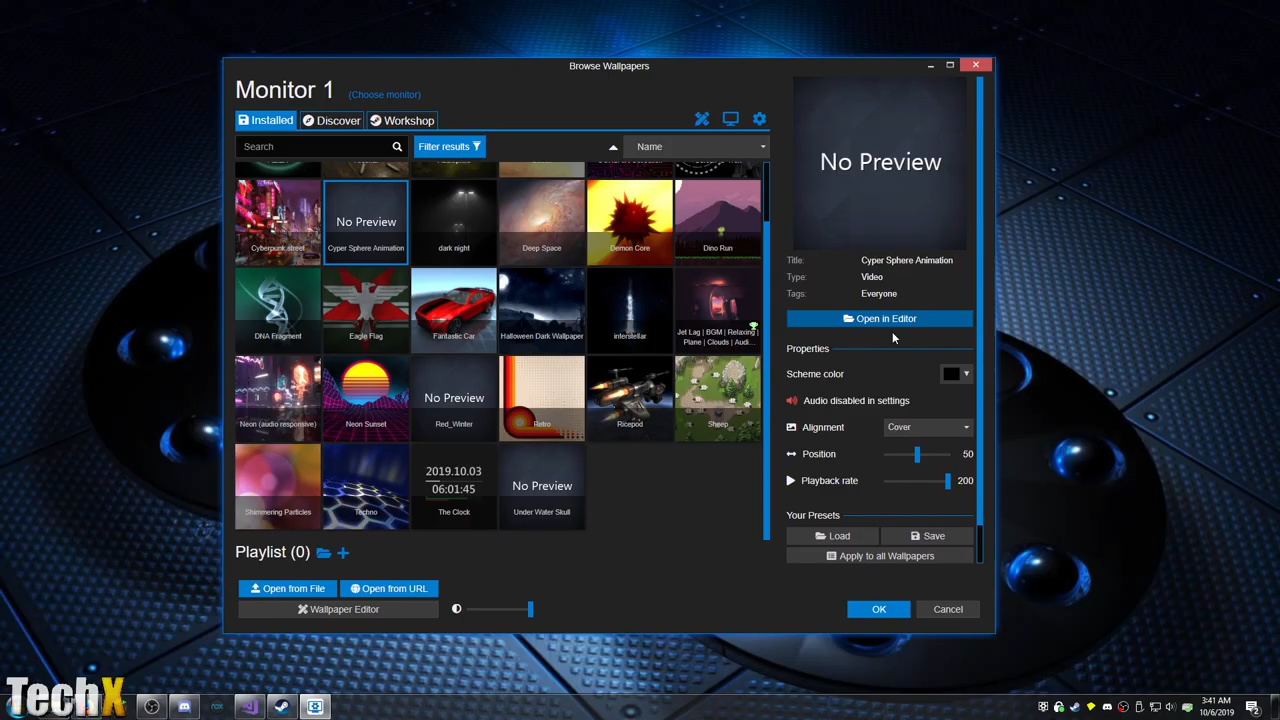 Browse Wallpapers
Monitor 1 (Choose monitor)
Installed Discover Workshop
Search Filter results Name
No Preview
Cyberpunk street
No Preview
Cyper Sphere Animation
dark night
Deep Space
Demon Core
Dino Run
DNA Fragment
Eagle Flag
Fantastic Car
Halloween Dark Wallpaper
interstellar
Jet Lag | BGM | Relaxing |
Plane | Clouds | Audi...
Neon (audio responsive)
Neon Sunset
No Preview
Red_Winter
Retro
Ricepod
Sheep
Shimmering Particles
Techno
2019.10.03
06:01:45
The Clock
No Preview
Under Water Skull
Title: Cyper Sphere Animation
Type: Video
Tags: Everyone
Open in Editor
Properties
Scheme color
Audio disabled in settings
Alignment Cover
Position 50
Playback rate 200
Your Presets
Load Save
Apply to all Wallpapers
Playlist (0)
Open from File Open from URL
Wallpaper Editor
OK Cancel
TechX
rox
3:41 AM
10/6/2019
2